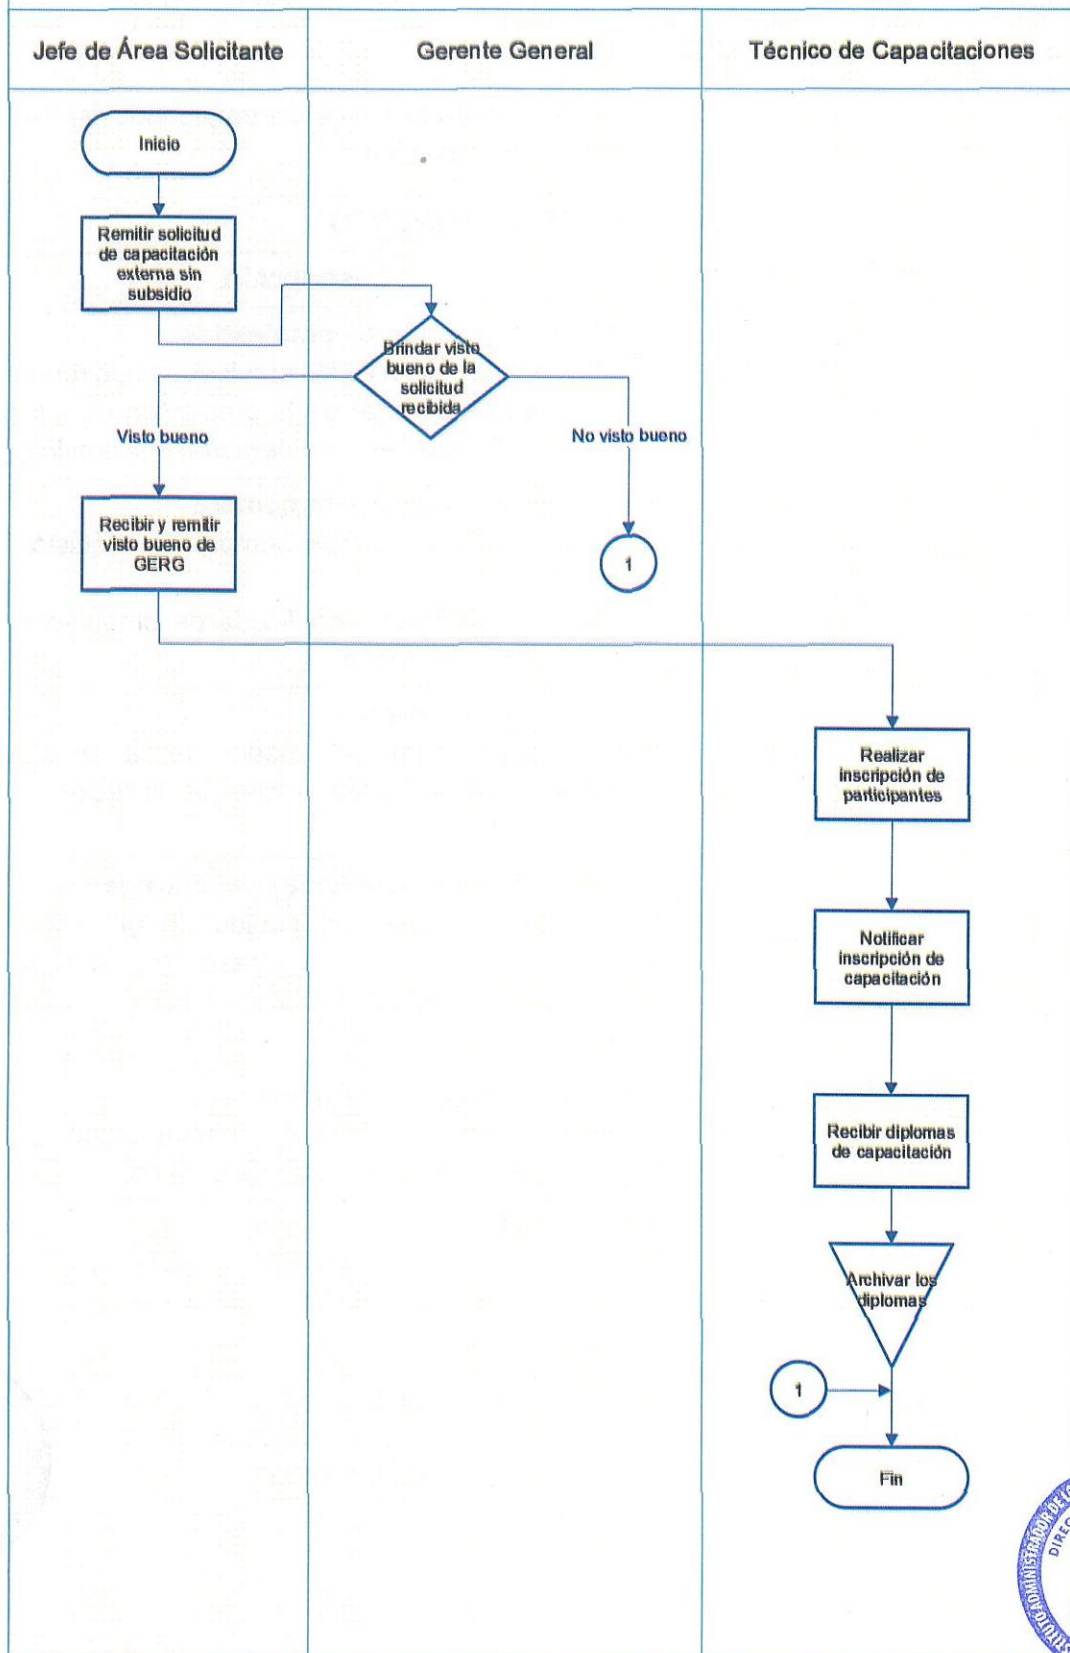 Jefe de Área Solicitante
Gerente General
Técnico de Capacitaciones
Inicio
Remitir solicitud
de capacitación
externa sin
subsidio
Brindar visto
bueno de la
solicitud
recibida
Visto bueno
No visto bueno
Recibir y remitir
visto bueno de
GERG
1
Realizar
inscripción de
participantes
Notificar
inscripción de
capacitación
Recibir diplomas
de capacitación
Archivar los
diplomas
1
Fin